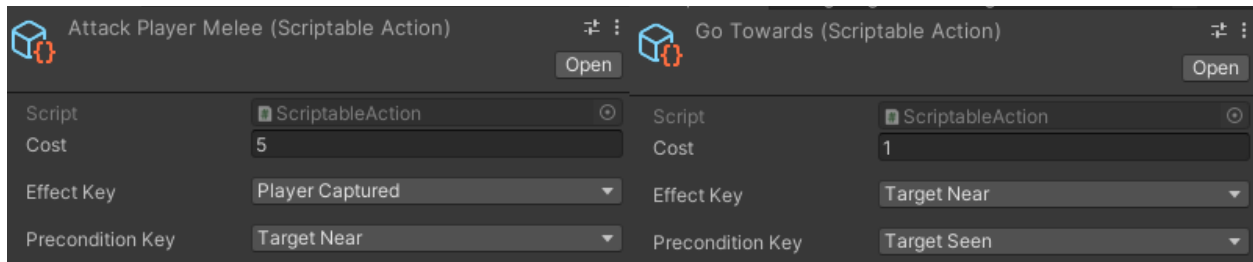 Attack Player Melee (Scriptable Action)
Open
Script ScriptableAction
Cost 5
Effect Key Player Captured
Precondition Key Target Near
Go Towards (Scriptable Action)
Open
Script ScriptableAction
Cost 1
Effect Key Target Near
Precondition Key Target Seen